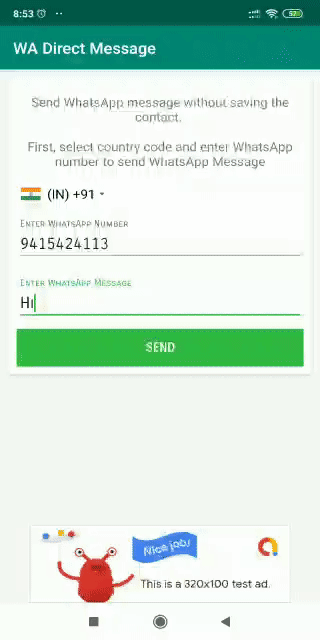 8:53
WA Direct Message
Send WhatsApp message without saving the
contact.
First, select country code and enter WhatsApp
number to send WhatsApp Message
(IN) +91
Enter WhatsApp Number
9415424113
Enter WhatsApp Message
Hi
SEND
Nice job!
This is a 320x100 test ad.